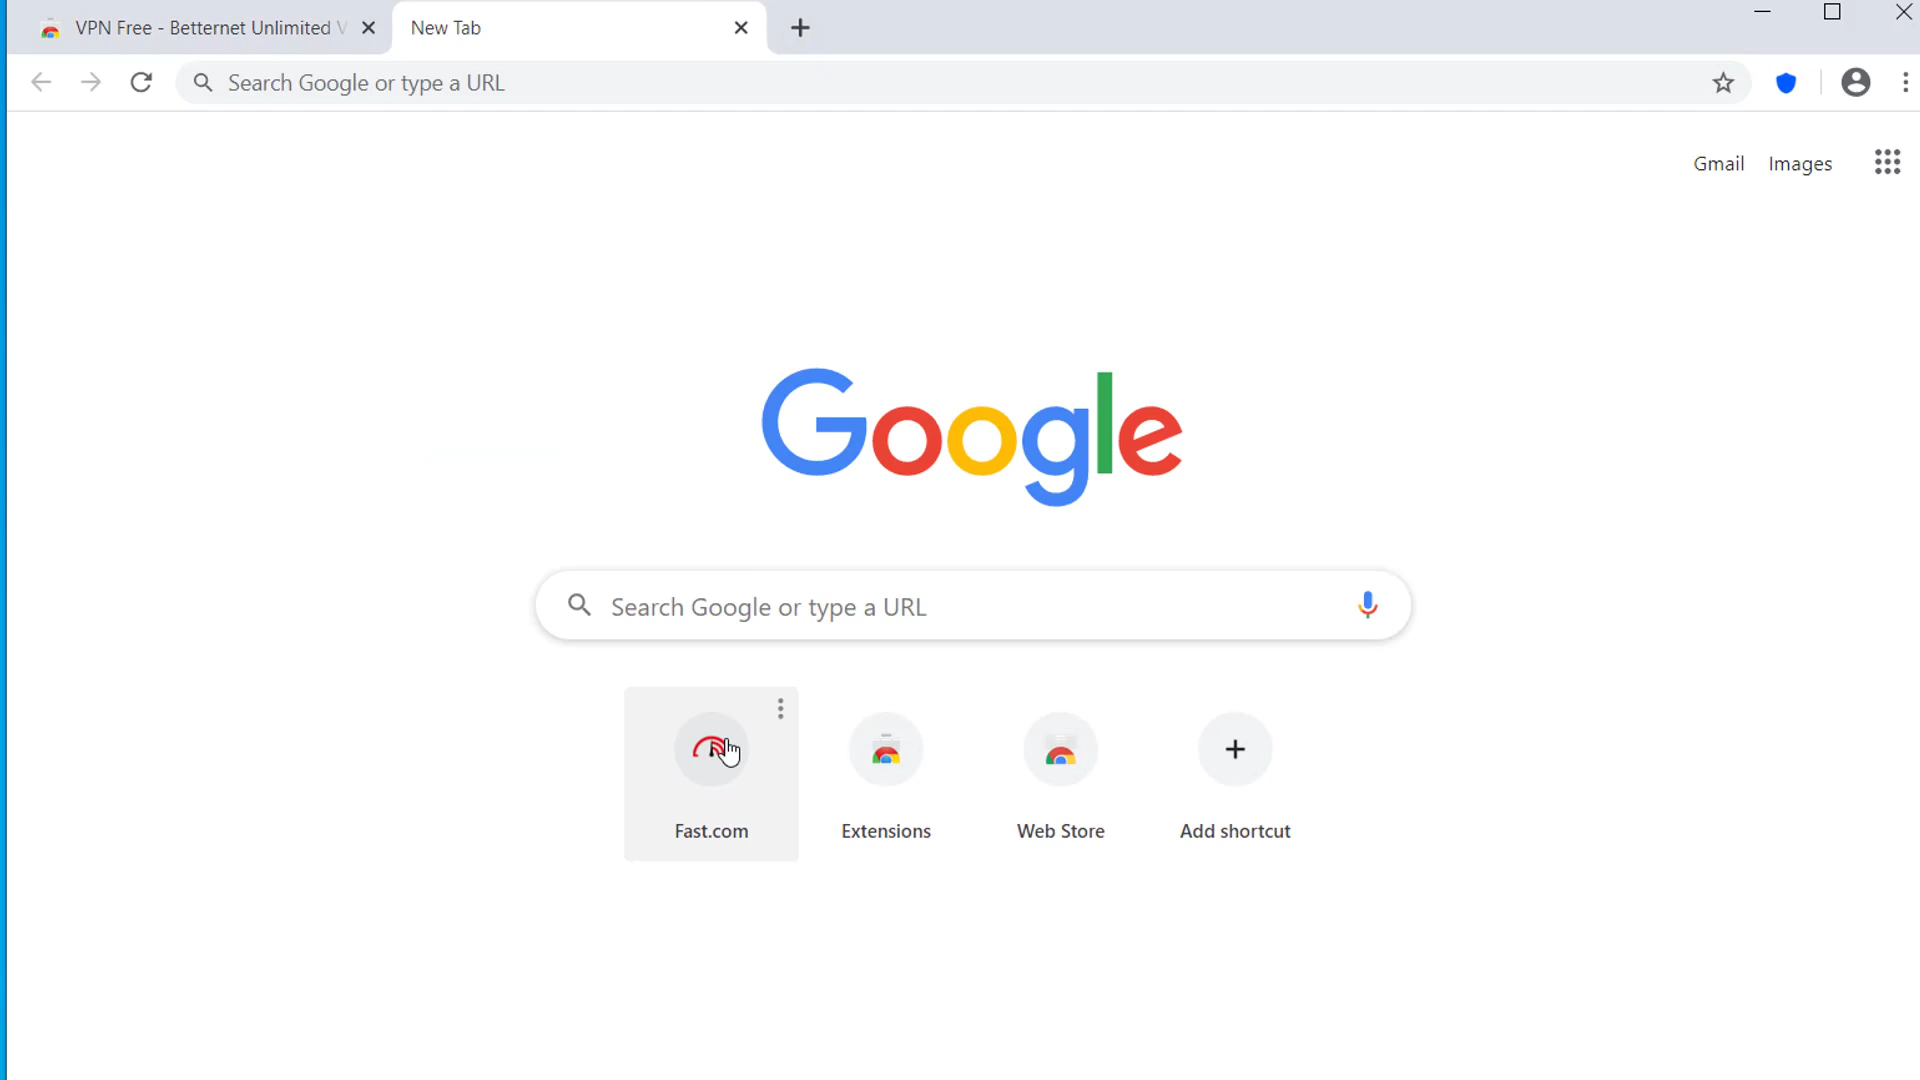 VPN Free - Betternet Unlimited V
New Tab
Search Google or type a URL
Gmail Images
Google
Search Google or type a URL
Fast.com Extensions Web Store Add shortcut